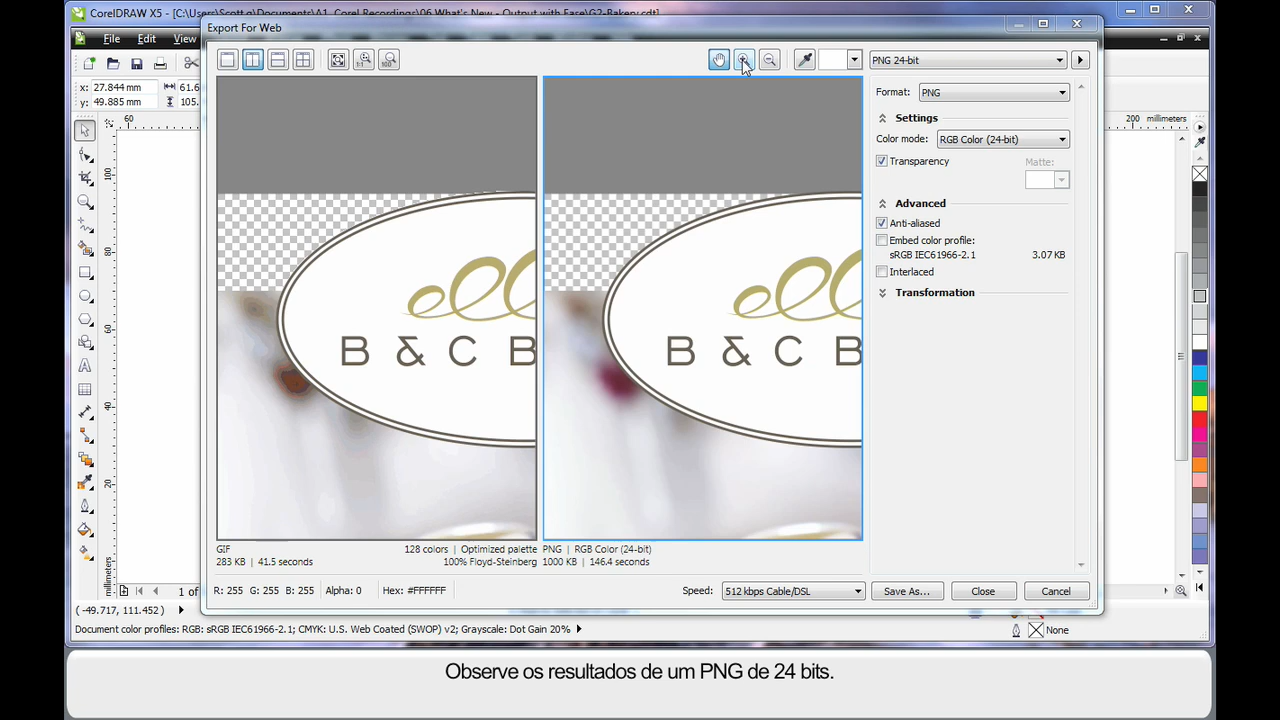 CorelDRAW X5 - [C:\Users\Scott.o\Documents\A1_Corel Recordings\06 What's New - Output with Ease\G2-Bakery.cdt]
Export For Web
File Edit View
x: 27.844 mm 61.6
y: 49.885 mm 105.
PNG 24-bit
Format: PNG
Settings
Color mode: RGB Color (24-bit)
Transparency Matte:
Advanced
Anti-aliased
Embed color profile:
sRGB IEC61966-2.1 3.07 KB
Interlaced
Transformation
60 200 millimeters
100
80
60
40
20
millimeters
ell ell
B & C B B & C B
GIF 128 colors | Optimized palette
283 KB | 41.5 seconds 100% Floyd-Steinberg
PNG | RGB Color (24-bit)
1000 KB | 146.4 seconds
R: 255 G: 255 B: 255 Alpha: 0 Hex: #FFFFFF Speed: 512 kbps Cable/DSL Save As... Close Cancel
1 of
( -49.717, 111.452 )
Document color profiles: RGB: sRGB IEC61966-2.1; CMYK: U.S. Web Coated (SWOP) v2; Grayscale: Dot Gain 20% None
Observe os resultados de um PNG de 24 bits.